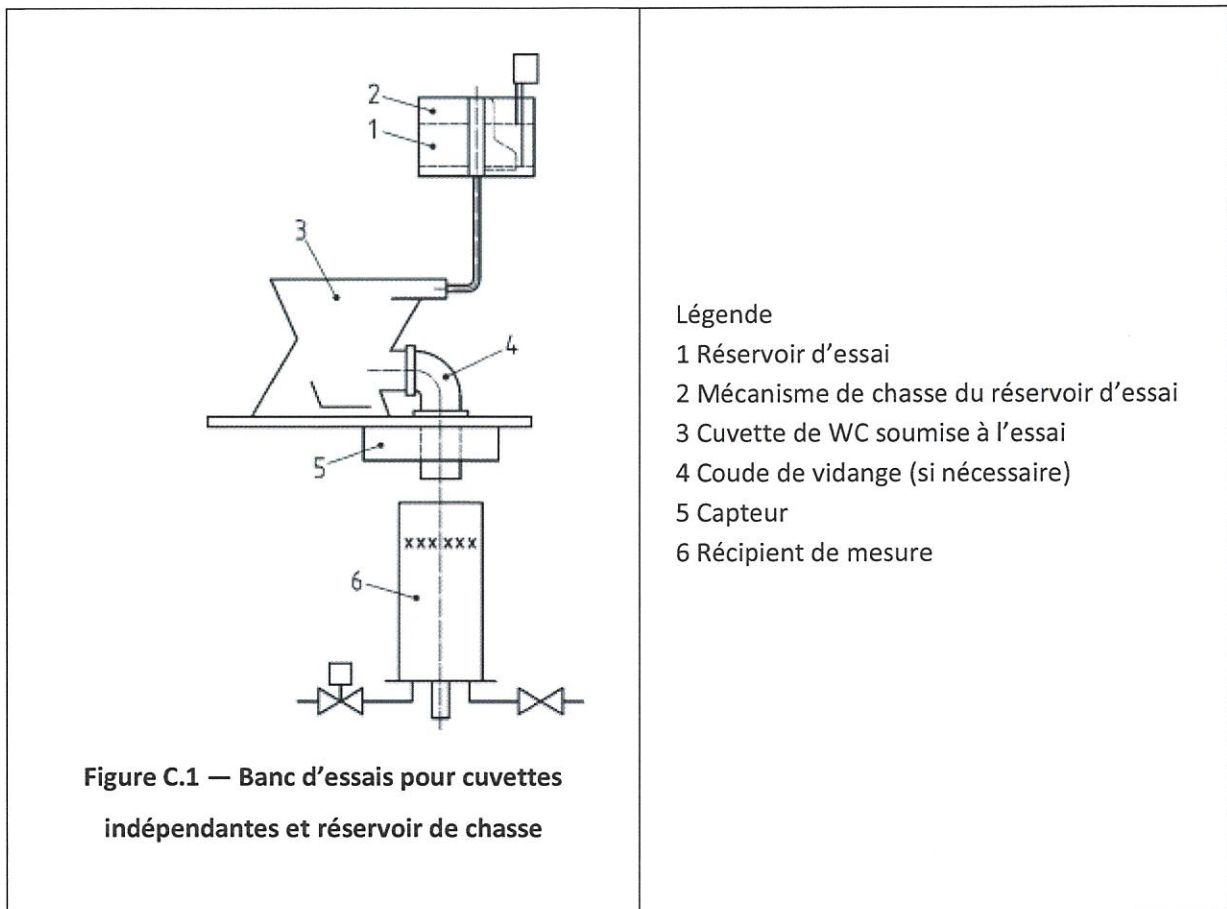 2
1
3
4
5
xxx xxx
6
Figure C.1 — Banc d'essais pour cuvettes
indépendantes et réservoir de chasse
Légende
1 Réservoir d'essai
2 Mécanisme de chasse du réservoir d'essai
3 Cuvette de WC soumise à l'essai
4 Coude de vidange (si nécessaire)
5 Capteur
6 Récipient de mesure